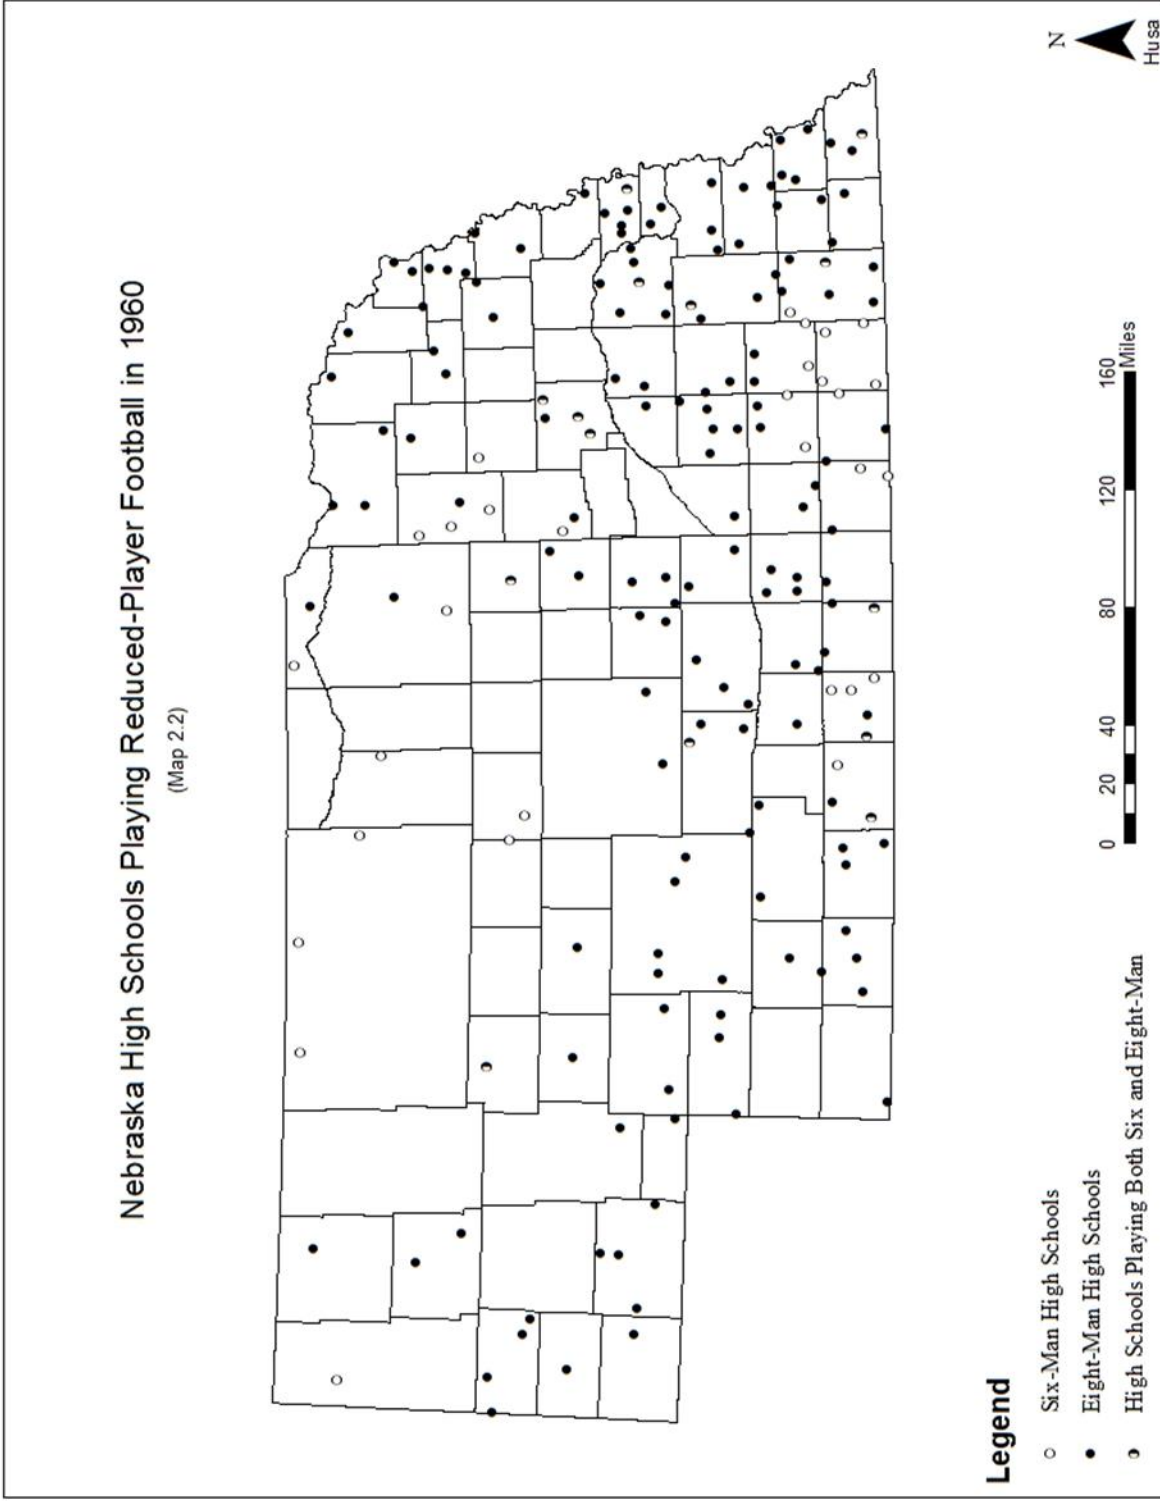 Nebraska High Schools Playing Reduced-Player Football in 1960
(Map 2.2)
Legend
Six-Man High Schools
Eight-Man High Schools
High Schools Playing Both Six and Eight-Man
0 20 40 80 120 160
Miles
N
Husa